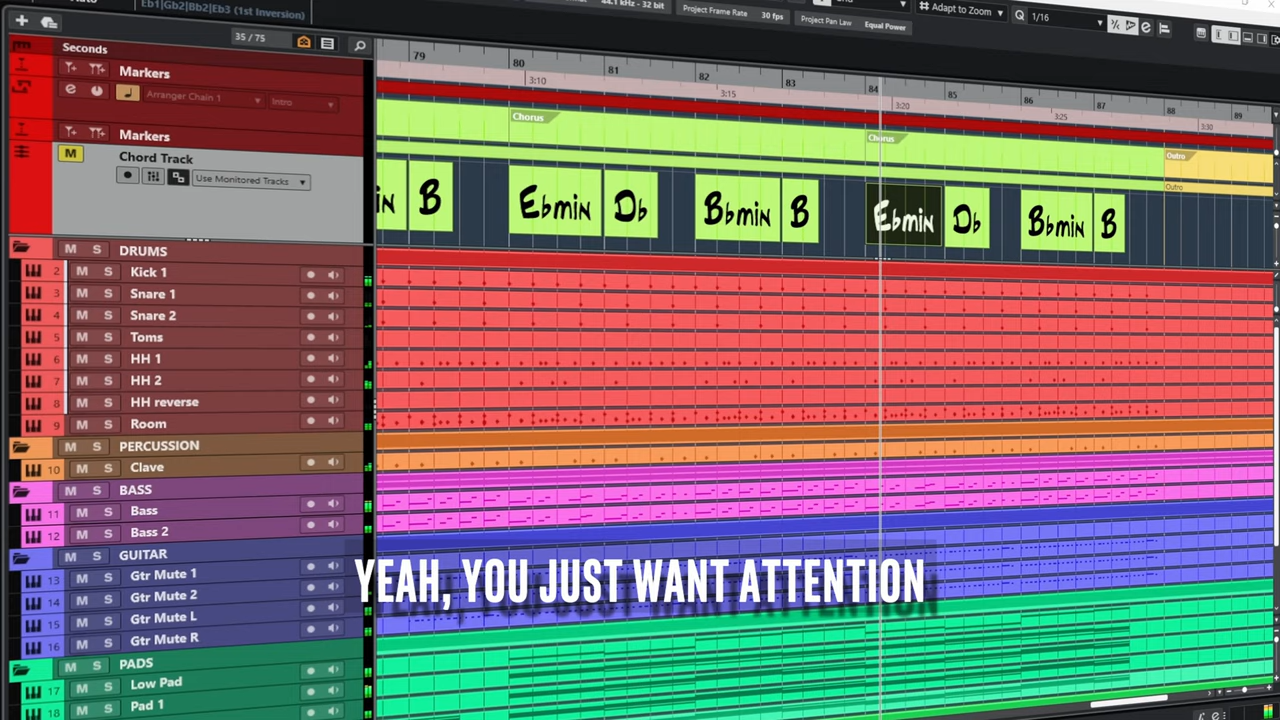 Eb1|Gb2|Bb2|Eb3 (1st Inversion)
44.1 kHz - 32 bit
Project Frame Rate 30 fps
Project Pan Law Equal Power
Adapt to Zoom
1/16
35 / 75
Seconds
79 80 81 82 83 84 85 86 87 88 89
3:10 3:15 3:20 3:25 3:30
Markers
Arranger Chain 1 Intro
Markers
Chorus Chorus Outro
Outro
M Chord Track
Use Monitored Tracks
in B Ebmin Db Bbmin B Ebmin Db Bbmin B
M S DRUMS
2 M S Kick 1
3 M S Snare 1
4 M S Snare 2
5 M S Toms
6 M S HH 1
7 M S HH 2
8 M S HH reverse
9 M S Room
M S PERCUSSION
10 M S Clave
M S BASS
11 M S Bass
12 M S Bass 2
M S GUITAR
13 M S Gtr Mute 1
14 M S Gtr Mute 2
15 M S Gtr Mute L
16 M S Gtr Mute R
YEAH, YOU JUST WANT ATTENTION
M S PADS
17 M S Low Pad
18 M S Pad 1